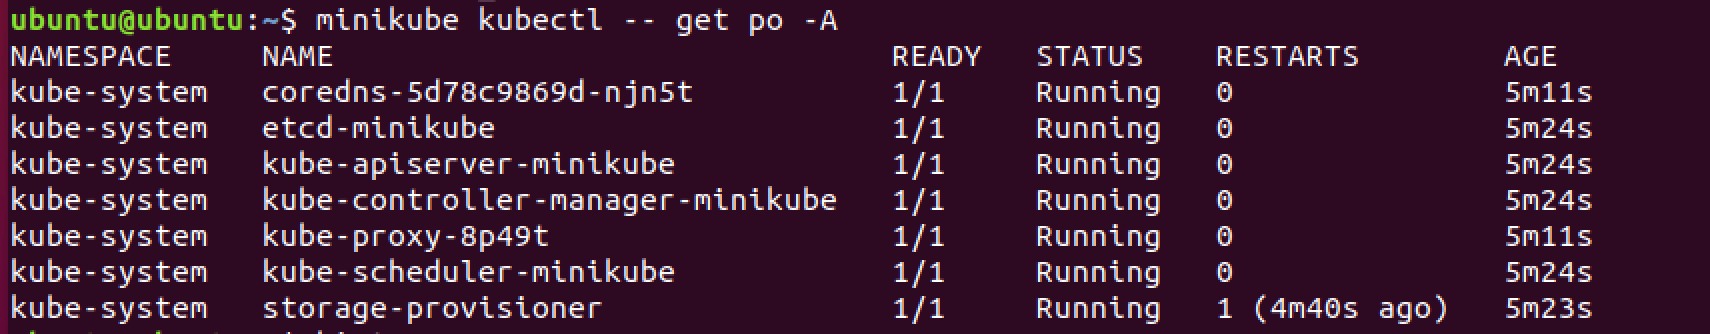 ubuntu@ubuntu:~$ minikube kubectl -- get po -A
NAMESPACE NAME READY STATUS RESTARTS AGE
kube-system coredns-5d78c9869d-njn5t 1/1 Running 0 5m11s
kube-system etcd-minikube 1/1 Running 0 5m24s
kube-system kube-apiserver-minikube 1/1 Running 0 5m24s
kube-system kube-controller-manager-minikube 1/1 Running 0 5m24s
kube-system kube-proxy-8p49t 1/1 Running 0 5m11s
kube-system kube-scheduler-minikube 1/1 Running 0 5m24s
kube-system storage-provisioner 1/1 Running 1 (4m40s ago) 5m23s